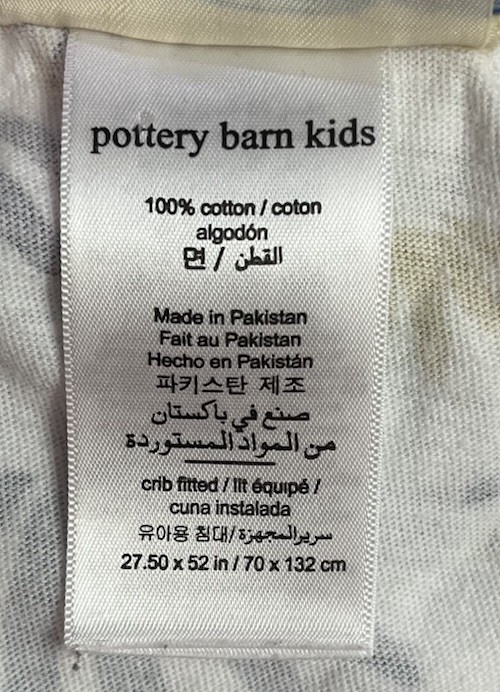 pottery barn kids
100% cotton / coton
algodón
면 / القطن
Made in Pakistan
Fait au Pakistan
Hecho en Pakistán
파키스탄 제조
صنع في باكستان
من المواد المستوردة
crib fitted / lit équipé /
cuna instalada
유아용 침대/سرير المجهزة
27.50 x 52 in / 70 x 132 cm